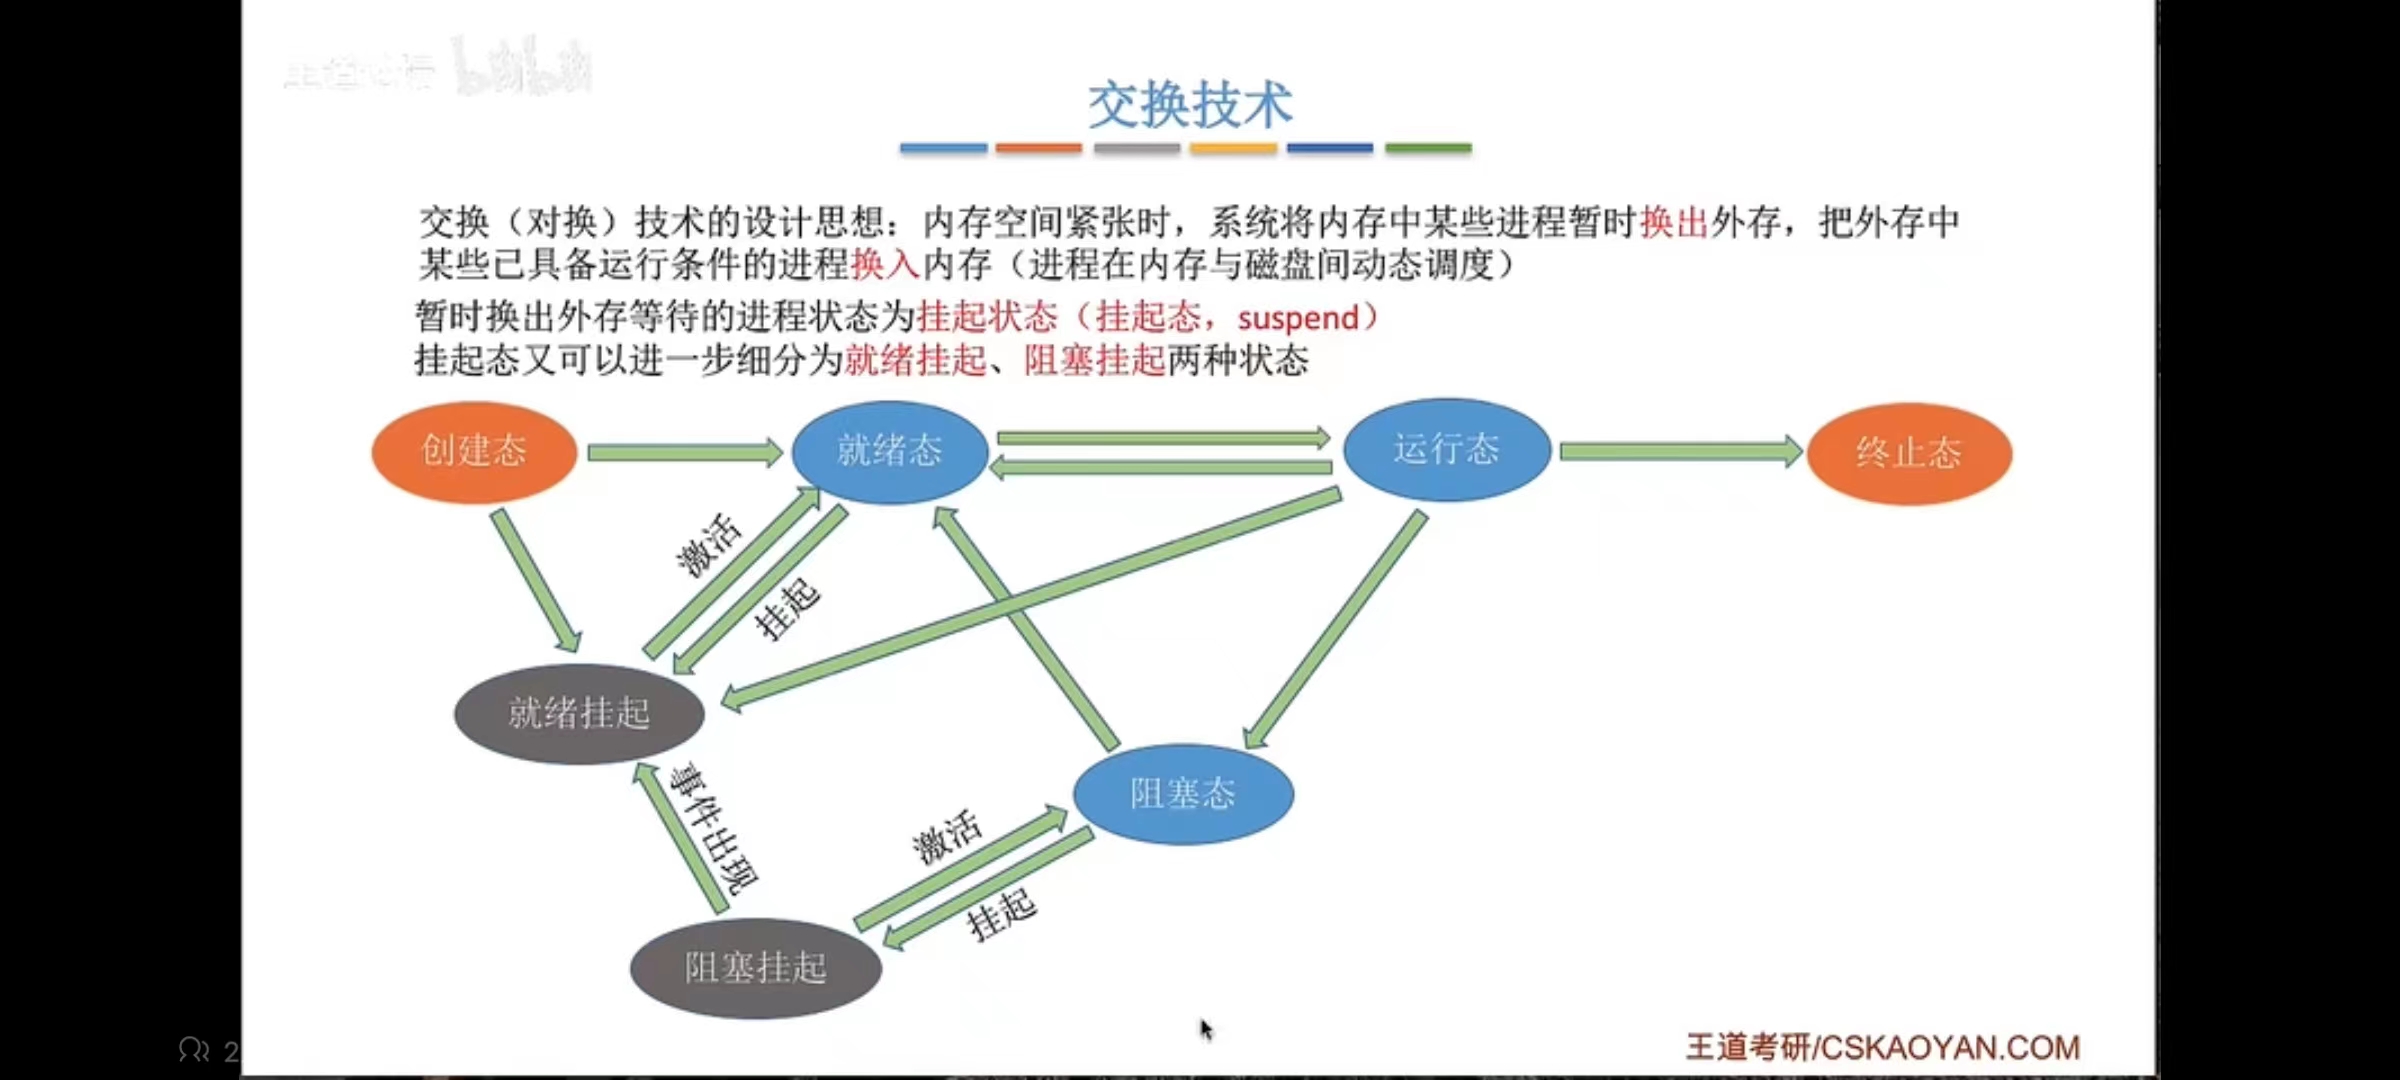 bilibili
交换技术
交换（对换）技术的设计思想：内存空间紧张时，系统将内存中某些进程暂时换出外存，把外存中
某些已具备运行条件的进程换入内存（进程在内存与磁盘间动态调度）
暂时换出外存等待的进程状态为挂起状态（挂起态，suspend）
挂起态又可以进一步细分为就绪挂起、阻塞挂起两种状态
创建态
就绪态
运行态
终止态
激活
挂起
就绪挂起
事件出现
阻塞态
激活
挂起
阻塞挂起
王道考研/CSKAOYAN.COM
2